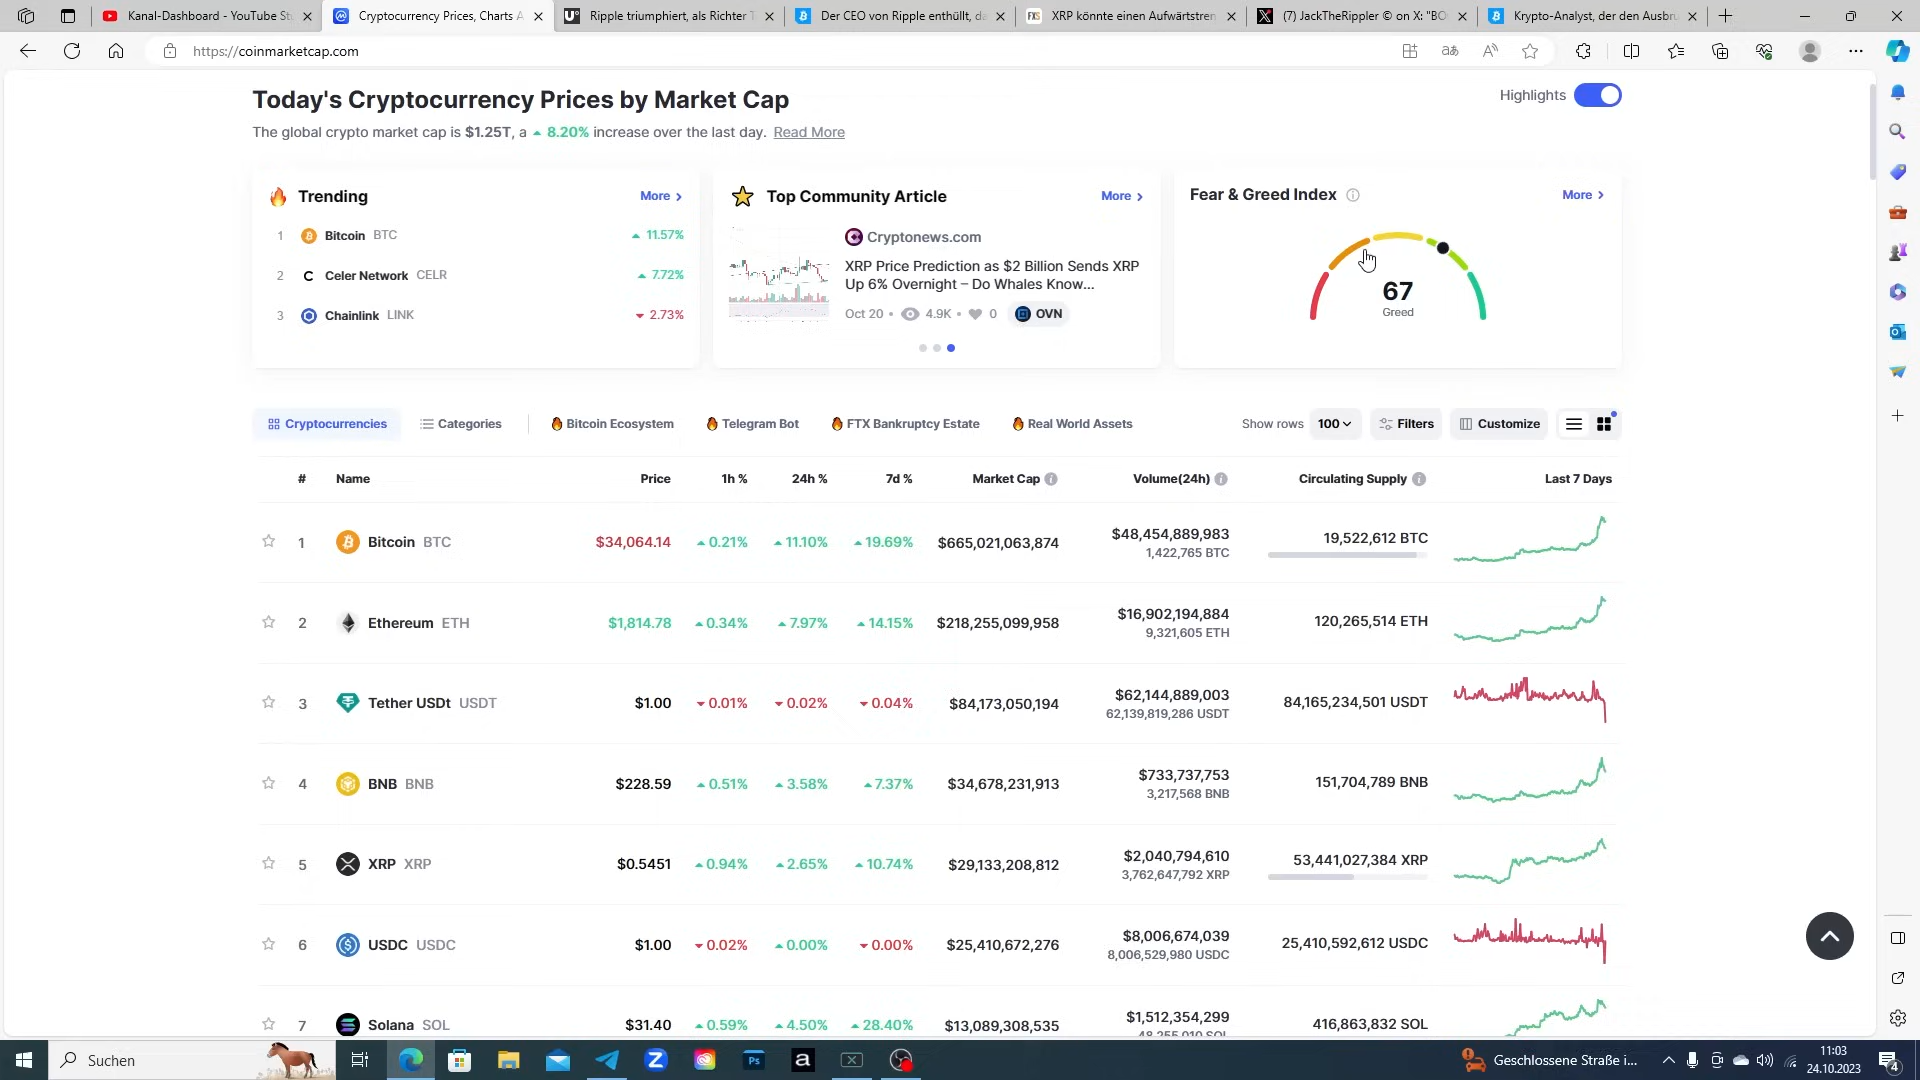 Kanal-Dashboard - YouTube St
Cryptocurrency Prices, Charts A
Ripple triumphiert, als Richter T
Der CEO von Ripple enthüllt, da
XRP könnte einen Aufwärtstren
(7) JackTheRippler © on X: "BO
Krypto-Analyst, der den Ausbru
https://coinmarketcap.com
Today's Cryptocurrency Prices by Market Cap
Highlights
The global crypto market cap is $1.25T, a 8.20% increase over the last day. Read More
Trending
More
1 Bitcoin BTC 11.57%
2 Celer Network CELR 7.72%
3 Chainlink LINK 2.73%
Top Community Article
More
Cryptonews.com
XRP Price Prediction as $2 Billion Sends XRP
Up 6% Overnight – Do Whales Know...
Oct 20 • 4.9K • 0 OVN
Fear & Greed Index
More
67
Greed
Cryptocurrencies Categories Bitcoin Ecosystem Telegram Bot FTX Bankruptcy Estate Real World Assets Show rows 100 Filters Customize
# Name Price 1h % 24h % 7d % Market Cap Volume(24h) Circulating Supply Last 7 Days
1 Bitcoin BTC $34,064.14 0.21% 11.10% 19.69% $665,021,063,874 $48,454,889,983 19,522,612 BTC
1,422,765 BTC
2 Ethereum ETH $1,814.78 0.34% 7.97% 14.15% $218,255,099,958 $16,902,194,884 120,265,514 ETH
9,321,605 ETH
3 Tether USDt USDT $1.00 0.01% 0.02% 0.04% $84,173,050,194 $62,144,889,003 84,165,234,501 USDT
62,139,819,286 USDT
4 BNB BNB $228.59 0.51% 3.58% 7.37% $34,678,231,913 $733,737,753 151,704,789 BNB
3,217,568 BNB
5 XRP XRP $0.5451 0.94% 2.65% 10.74% $29,133,208,812 $2,040,794,610 53,441,027,384 XRP
3,762,647,792 XRP
6 USDC USDC $1.00 0.02% 0.00% 0.00% $25,410,672,276 $8,006,674,039 25,410,592,612 USDC
8,006,529,980 USDC
7 Solana SOL $31.40 0.59% 4.50% 28.40% $13,089,308,535 $1,512,354,299 416,863,832 SOL
Suchen
Geschlossene Straße i...
11:03
24.10.2023
4